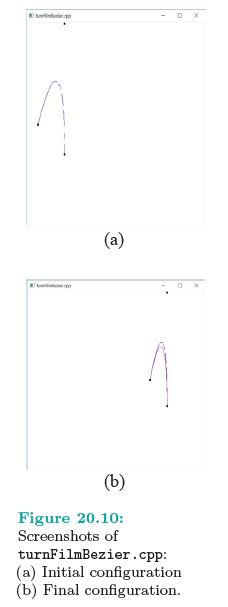 turnFilmBezier.cpp
(a)
turnFilmBezier.cpp
(b)
Figure 20.10:
Screenshots of
turnFilmBezier.cpp:
(a) Initial configuration
(b) Final configuration.